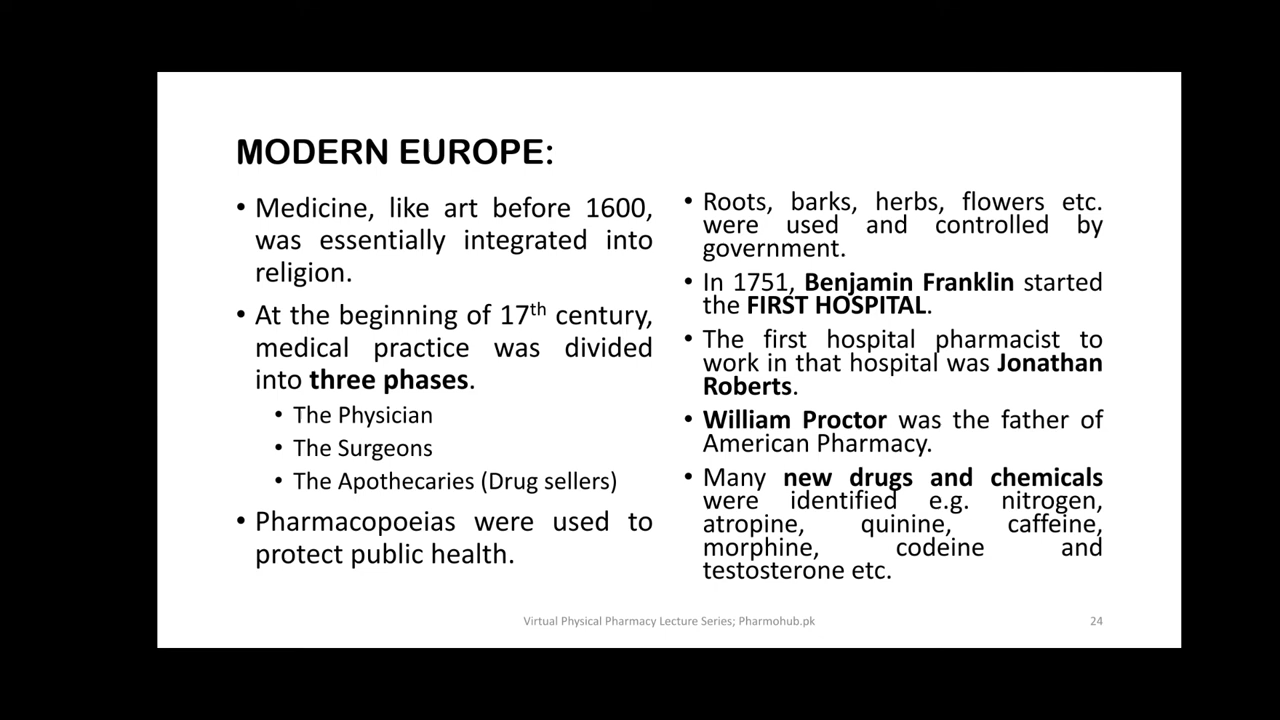 MODERN EUROPE:
• Medicine, like art before 1600,
was essentially integrated into
religion.
• At the beginning of 17th century,
medical practice was divided
into three phases.
• The Physician
• The Surgeons
• The Apothecaries (Drug sellers)
• Pharmacopoeias were used to
protect public health.
• Roots, barks, herbs, flowers etc.
were used and controlled by
government.
• In 1751, Benjamin Franklin started
the FIRST HOSPITAL.
• The first hospital pharmacist to
work in that hospital was Jonathan
Roberts.
• William Proctor was the father of
American Pharmacy.
• Many new drugs and chemicals
were identified e.g. nitrogen,
atropine, quinine, caffeine,
morphine, codeine and
testosterone etc.
Virtual Physical Pharmacy Lecture Series; Pharmohub.pk
24